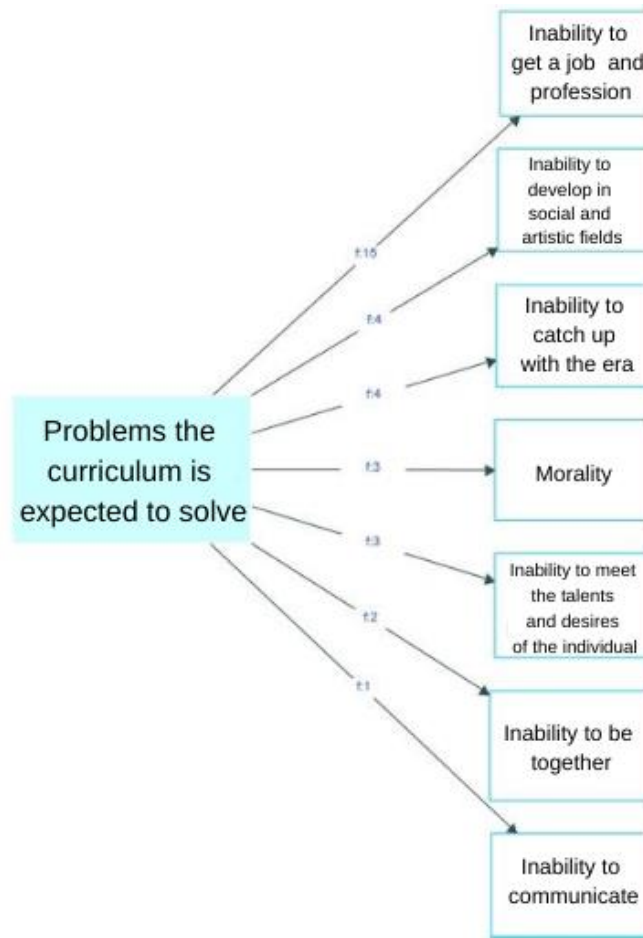 Inability to
get a job and
profession
Inability to
develop in
social and
artistic fields
f:15
f:4
Inability to
catch up
with the era
f:4
Problems the
curriculum is
expected to solve
Morality
f:3
f:3
Inability to meet
the talents
and desires
of the individual
f:2
f:1
Inability to be
together
Inability to
communicate